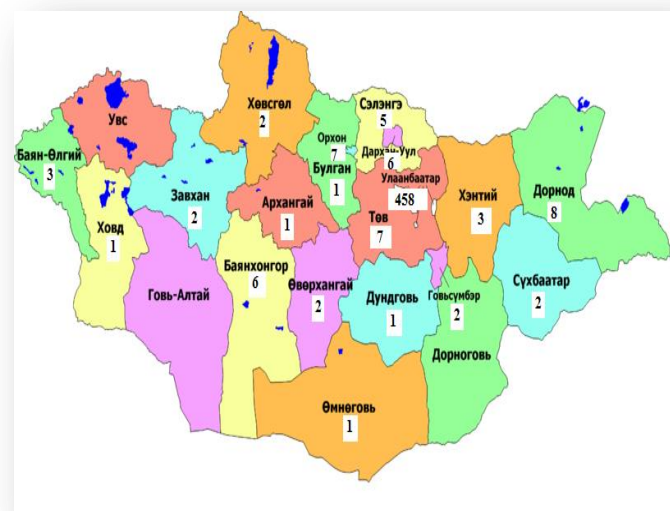 Увс
Хөвсгөл
2
Сэлэнгэ
5
Орхон
7
Дархан-Уул
6
Баян-Өлгий
3
Булган
1
Улаанбаатар
458
Завхан
2
Архангай
1
Хэнтий
3
Дорнод
8
Ховд
1
Төв
7
Баянхонгор
6
Өвөрхангай
2
Говь-Алтай
Дундговь
1
Говьсүмбэр
2
Сүхбаатар
2
Дорноговь
Өмнөговь
1